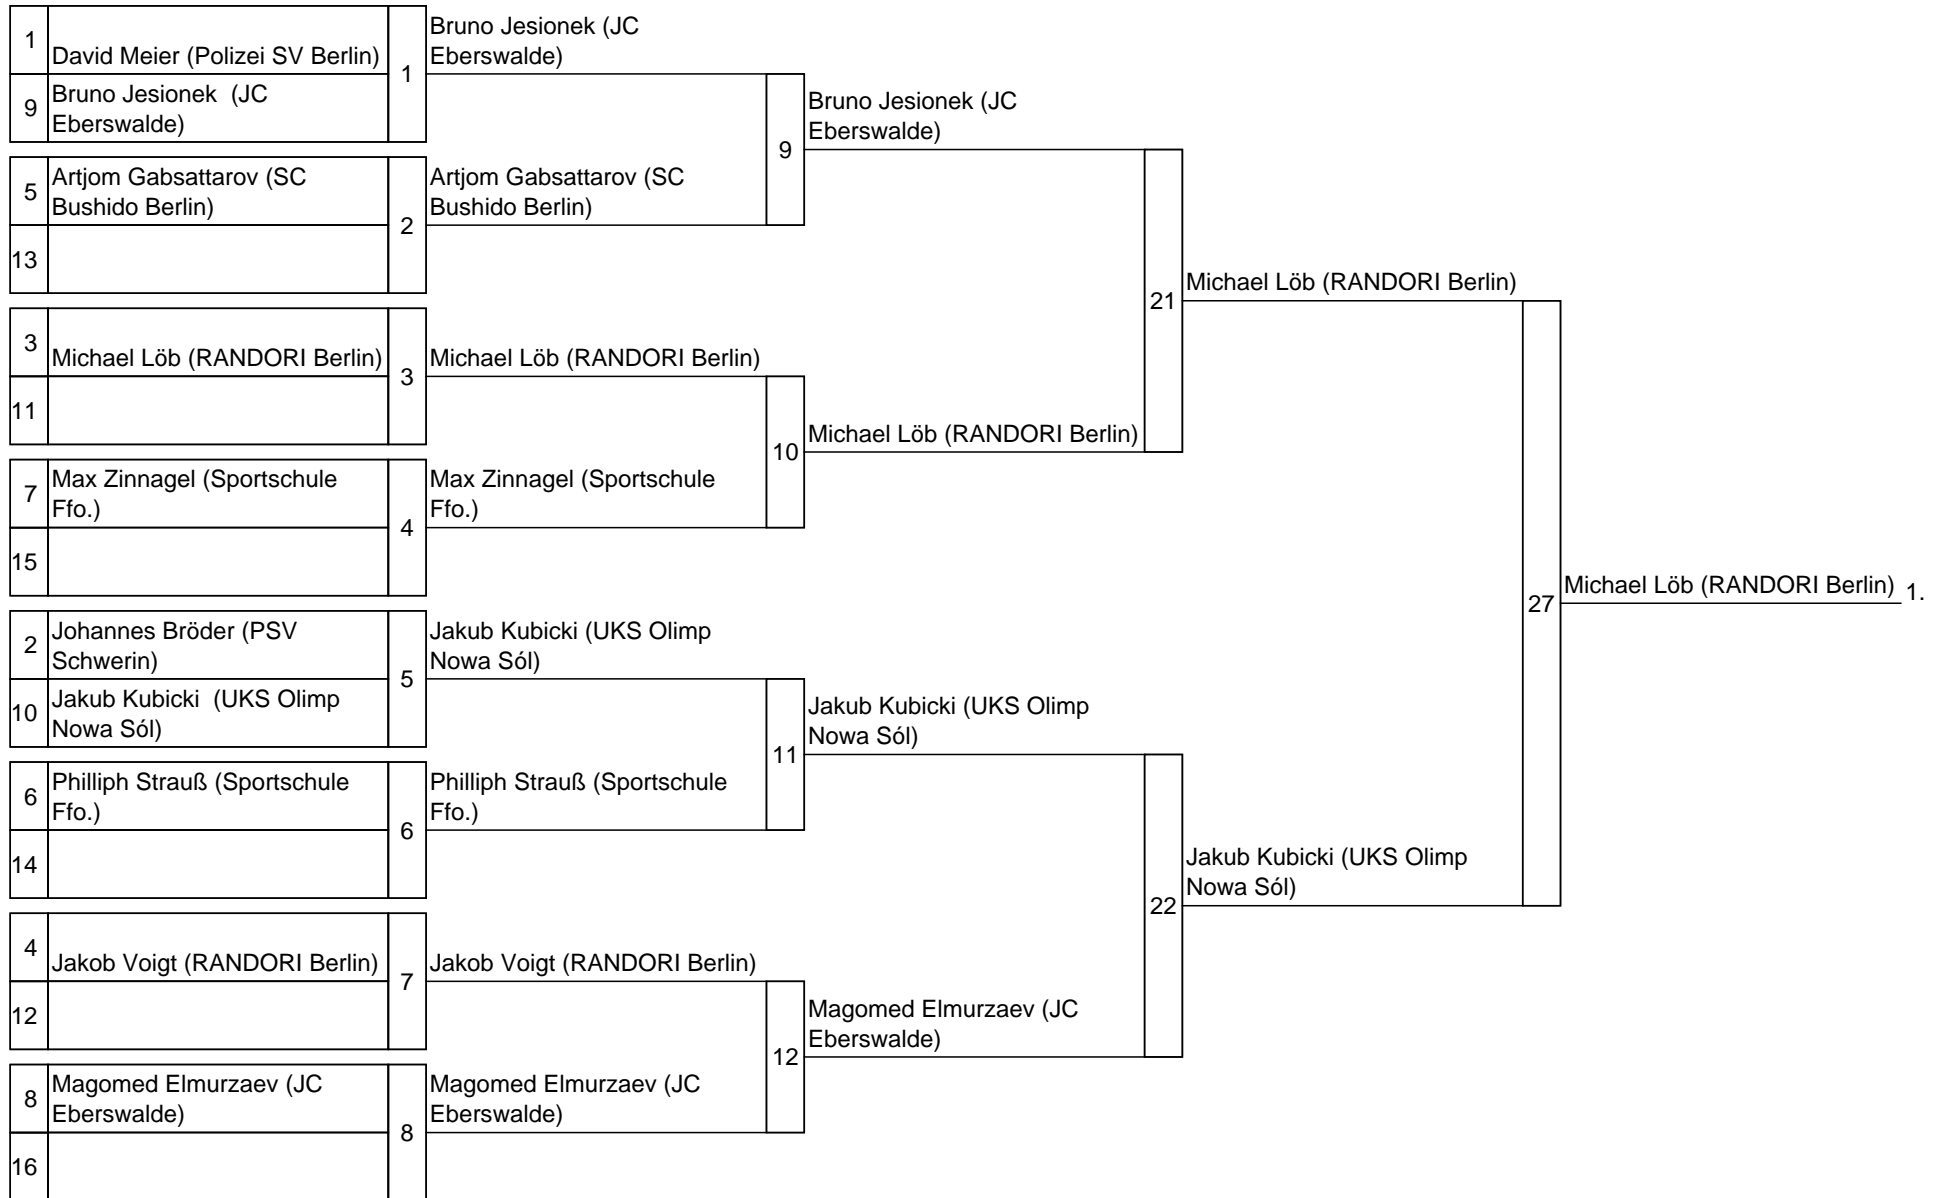 1
David Meier (Polizei SV Berlin)
9
Bruno Jesionek (JC
Eberswalde)
1
5
Artjom Gabsattarov (SC
Bushido Berlin)
13
2
3
Michael Löb (RANDORI Berlin)
11
3
7
Max Zinnagel (Sportschule
Ffo.)
15
4
2
Johannes Bröder (PSV
Schwerin)
10
Jakub Kubicki (UKS Olimp
Nowa Sól)
5
6
Philliph Strauß (Sportschule
Ffo.)
14
6
4
Jakob Voigt (RANDORI Berlin)
12
7
8
Magomed Elmurzaev (JC
Eberswalde)
16
8
Bruno Jesionek (JC
Eberswalde)
Artjom Gabsattarov (SC
Bushido Berlin)
9
Michael Löb (RANDORI Berlin)
Max Zinnagel (Sportschule
Ffo.)
10
Jakub Kubicki (UKS Olimp
Nowa Sól)
Philliph Strauß (Sportschule
Ffo.)
11
Jakob Voigt (RANDORI Berlin)
Magomed Elmurzaev (JC
Eberswalde)
12
Bruno Jesionek (JC
Eberswalde)
Michael Löb (RANDORI Berlin)
21
Jakub Kubicki (UKS Olimp
Nowa Sól)
Magomed Elmurzaev (JC
Eberswalde)
22
Michael Löb (RANDORI Berlin)
Jakub Kubicki (UKS Olimp
Nowa Sól)
27
Michael Löb (RANDORI Berlin) 1.